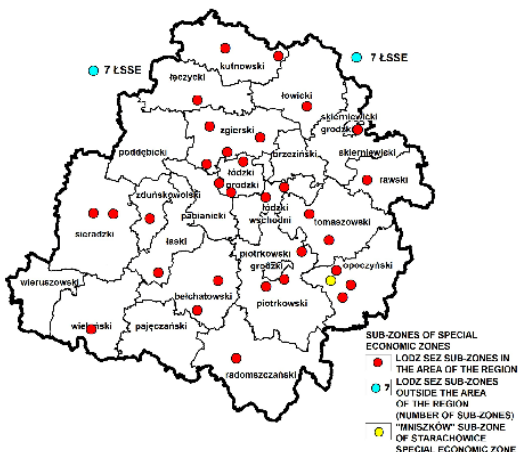 7 ŁSSE
7 ŁSSE
kutnowski
łęczycki
łowicki
skierniewicki
grodzki
zgierski
poddębicki
brzeziński
skierniewicki
łódzki
grodzki
rawski
zduńskowolski
pabianicki
łódzki
wschodni
sieradzki
tomaszowski
łaski
piotrkowski
grodzki
opoczyński
wieruszowski
bełchatowski
piotrkowski
wieluński
pajęczański
radomszczański
SUB-ZONES OF SPECIAL
ECONOMIC ZONES
LODZ SEZ SUB-ZONES IN
THE AREA OF THE REGION
7 LODZ SEZ SUB-ZONES
OUTSIDE THE AREA
OF THE REGION
(NUMBER OF SUB-ZONES)
"MNISZKÓW" SUB-ZONE
OF STARACHOWICE
SPECIAL ECONOMIC ZONE